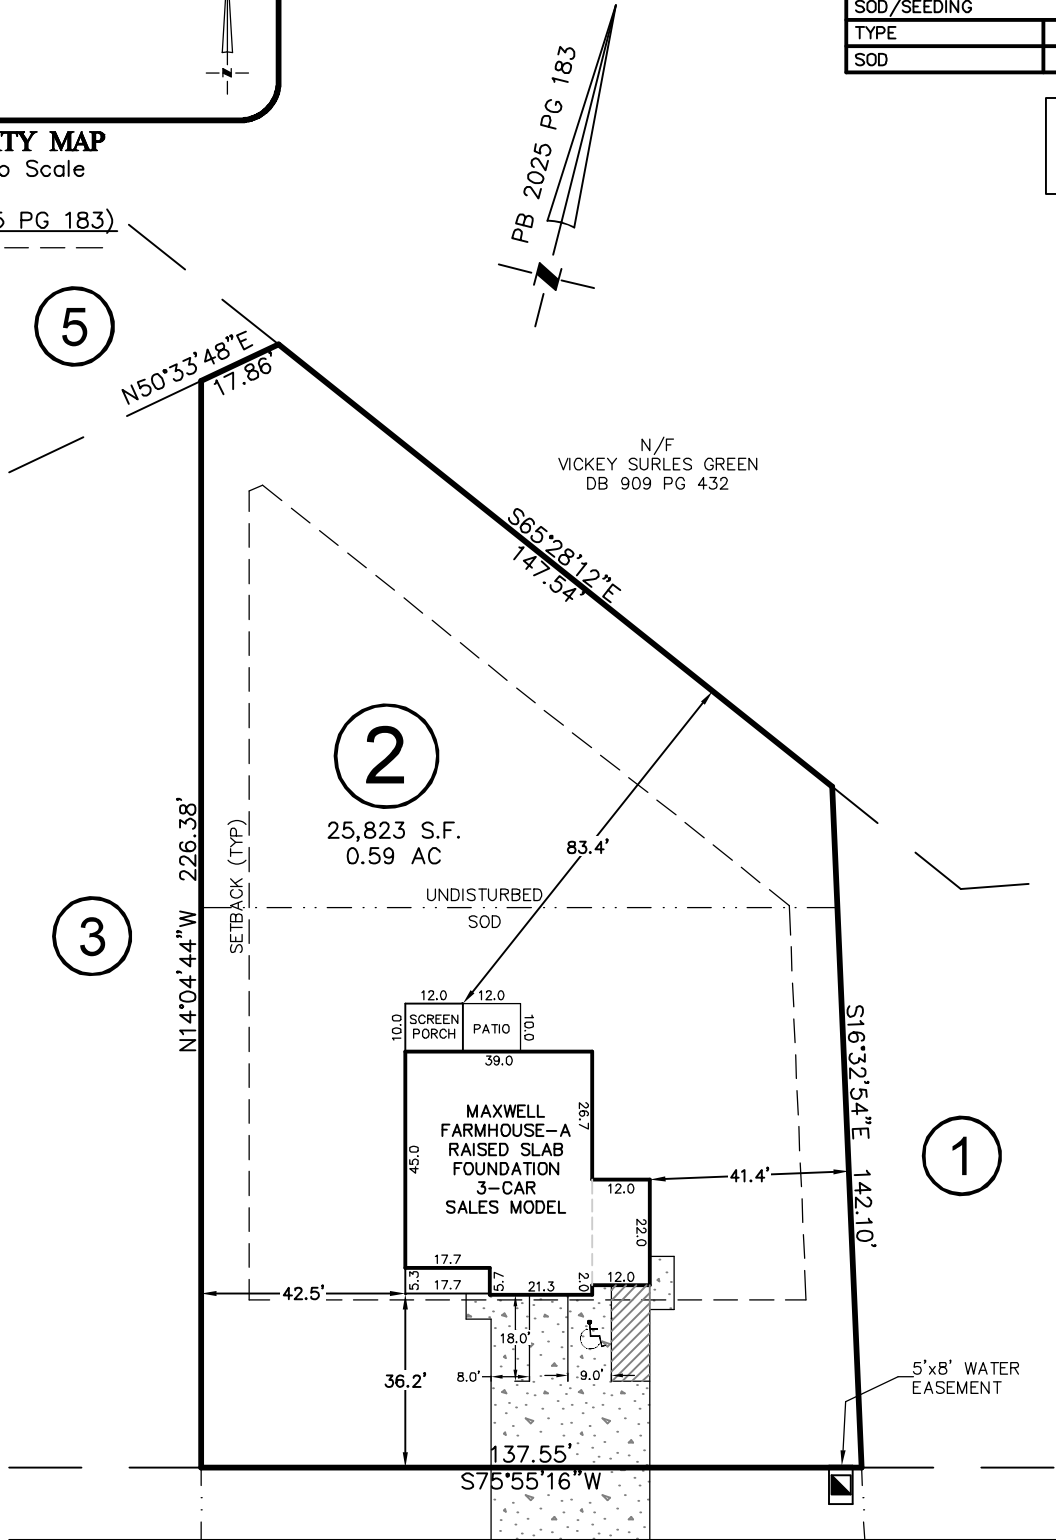 SOD/SEEDING
TYPE
SOD
N
TY MAP
o Scale
PG 183)
PB 2025 PG 183
N
5
N50°33'48"E
17.86'
N/F
VICKEY SURLES GREEN
DB 909 PG 432
S65°28'12"E
147.54'
2
25,823 S.F.
0.59 AC
83.4'
SETBACK (TYP)
N14°04'44"W 226.38'
UNDISTURBED
SOD
3
12.0 12.0
10.0
SCREEN
PORCH
PATIO
10.0
39.0
S16°32'54"E 142.10'
MAXWELL
FARMHOUSE-A
RAISED SLAB
FOUNDATION
3-CAR
SALES MODEL
26.7
45.0
1
41.4'
12.0
22.0
17.7
5.3
17.7
5.7
21.3
2.0
12.0
42.5'
18.0'
36.2'
8.0'
9.0'
5'x8' WATER
EASEMENT
137.55'
S75°55'16"W